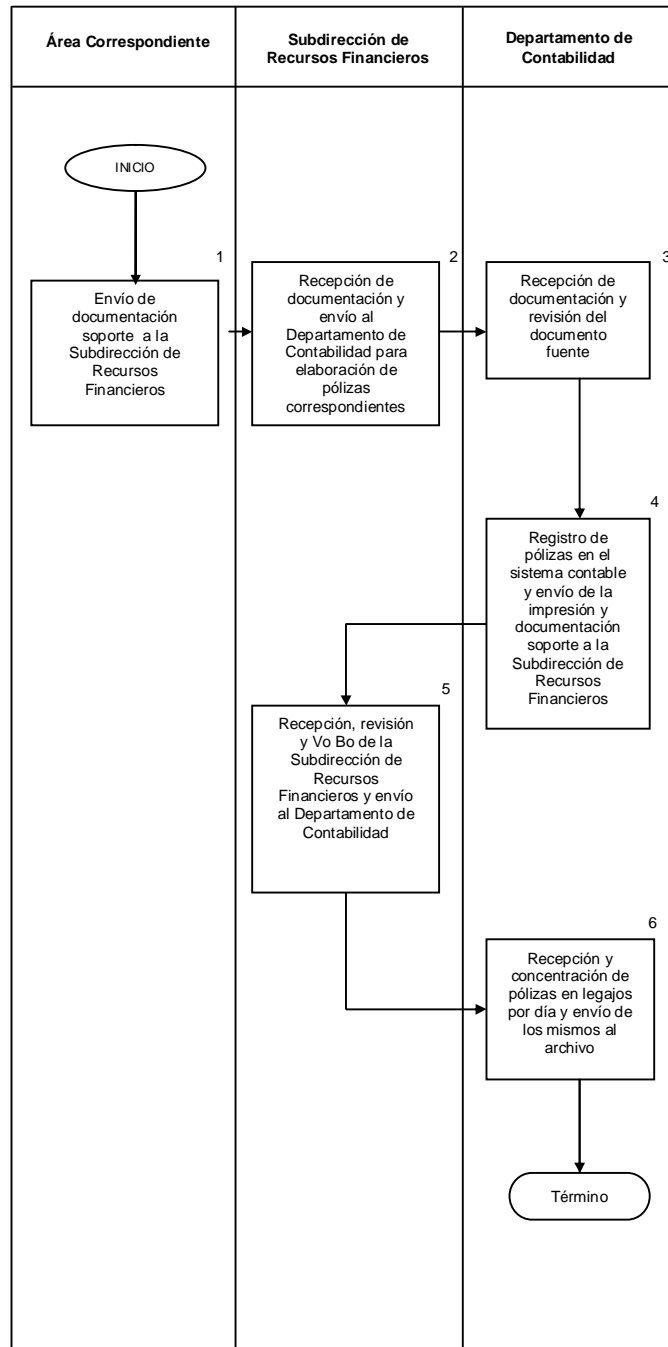 Área Correspondiente
Subdirección de
Recursos Financieros
Departamento de
Contabilidad
INICIO
1
Envío de
documentación
soporte a la
Subdirección de
Recursos
Financieros
2
Recepción de
documentación y
envío al
Departamento de
Contabilidad para
elaboración de
pólizas
correspondientes
3
Recepción de
documentación y
revisión del
documento
fuente
4
Registro de
pólizas en el
sistema contable
y envío de la
impresión y
documentación
soporte a la
Subdirección de
Recursos
Financieros
5
Recepción, revisión
y Vo Bo de la
Subdirección de
Recursos
Financieros y envío
al Departamento de
Contabilidad
6
Recepción y
concentración de
pólizas en legajos
por día y envío de
los mismos al
archivo
Término